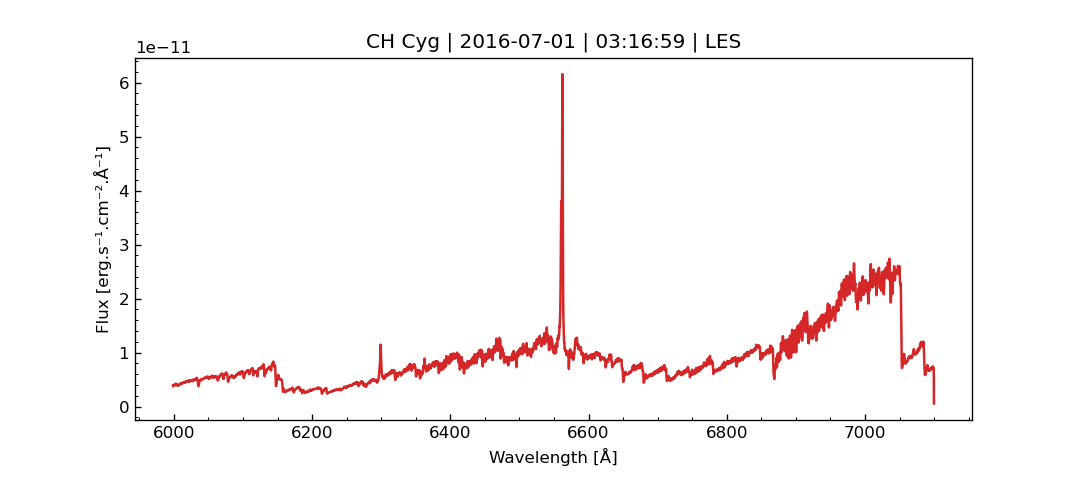 CH Cyg | 2016-07-01 | 03:16:59 | LES
1e−11
6
5
4
3
2
1
0
Flux [erg.s⁻¹.cm⁻².Å⁻¹]
6000 6200 6400 6600 6800 7000
Wavelength [Å]